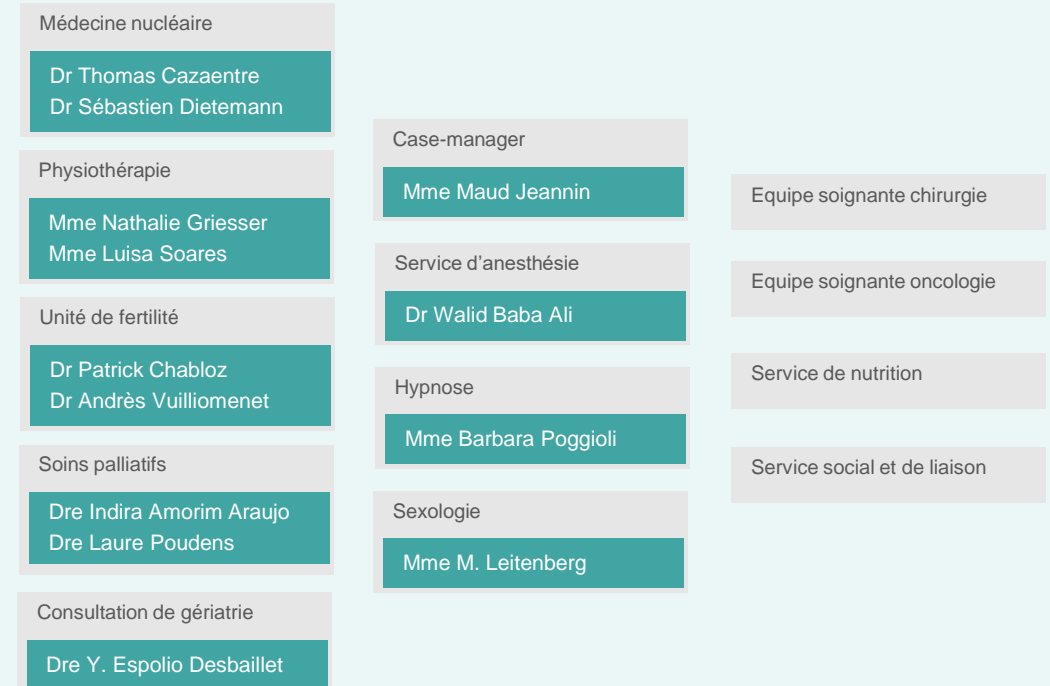 Médecine nucléaire
Dr Thomas Cazaentre
Dr Sébastien Dietemann
Physiothérapie
Mme Nathalie Griesser
Mme Luisa Soares
Unité de fertilité
Dr Patrick Chabloz
Dr Andrès Vuilliomenet
Soins palliatifs
Dre Indira Amorim Araujo
Dre Laure Poudens
Consultation de gériatrie
Dre Y. Espolio Desbaillet
Case-manager
Mme Maud Jeannin
Service d'anesthésie
Dr Walid Baba Ali
Hypnose
Mme Barbara Poggioli
Sexologie
Mme M. Leitenberg
Equipe soignante chirurgie
Equipe soignante oncologie
Service de nutrition
Service social et de liaison